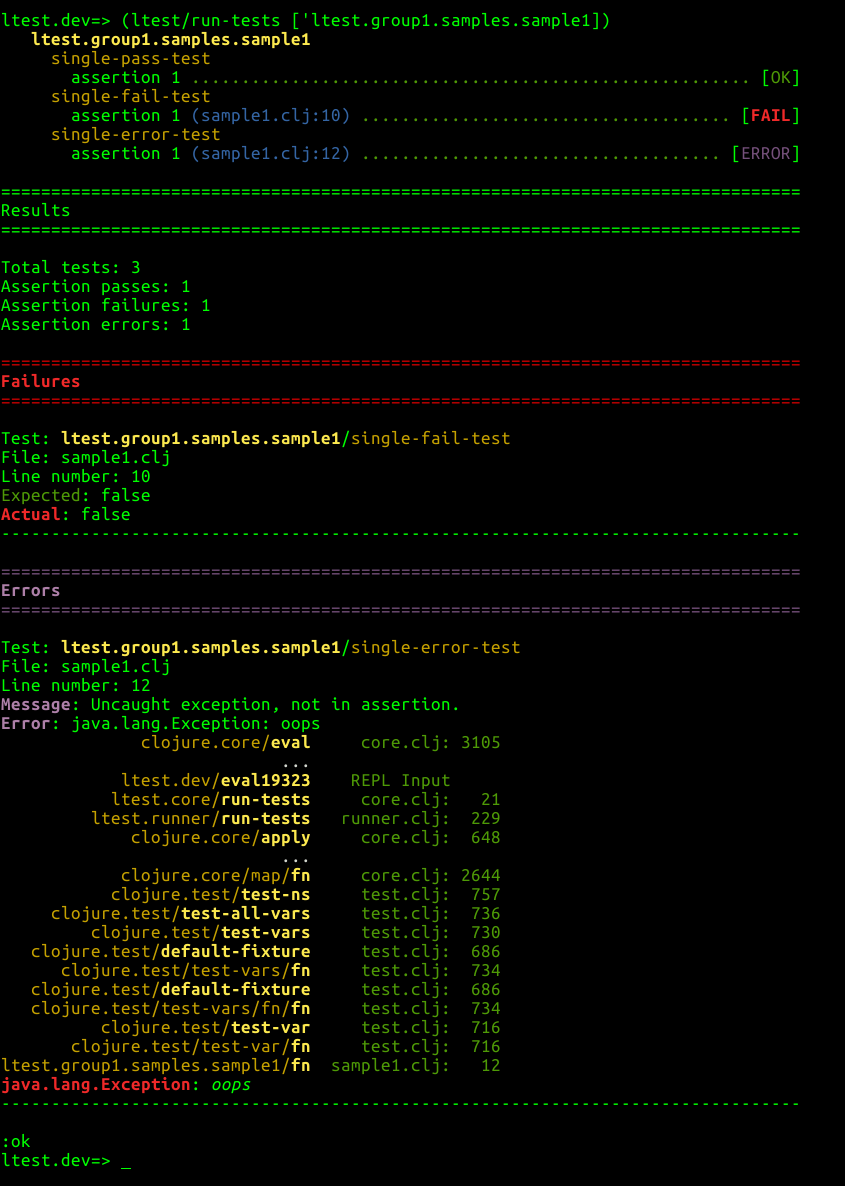 ltest.dev=> (ltest/run-tests ['ltest.group1.samples.sample1])
   ltest.group1.samples.sample1
     single-pass-test
       assertion 1 ........................................................ [OK]
     single-fail-test
       assertion 1 (sample1.clj:10) ..................................... [FAIL]
     single-error-test
       assertion 1 (sample1.clj:12) .................................... [ERROR]

================================================================================
Results
================================================================================

Total tests: 3
Assertion passes: 1
Assertion failures: 1
Assertion errors: 1

================================================================================
Failures
================================================================================

Test: ltest.group1.samples.sample1/single-fail-test
File: sample1.clj
Line number: 10
Expected: false
Actual: false
--------------------------------------------------------------------------------

================================================================================
Errors
================================================================================

Test: ltest.group1.samples.sample1/single-error-test
File: sample1.clj
Line number: 12
Message: Uncaught exception, not in assertion.
Error: java.lang.Exception: oops
              clojure.core/eval     core.clj: 3105
                            ...
            ltest.dev/eval19323    REPL Input
           ltest.core/run-tests     core.clj:   21
         ltest.runner/run-tests   runner.clj:  229
             clojure.core/apply     core.clj:  648
                            ...
            clojure.core/map/fn     core.clj: 2644
           clojure.test/test-ns     test.clj:  757
     clojure.test/test-all-vars     test.clj:  736
         clojure.test/test-vars     test.clj:  730
   clojure.test/default-fixture     test.clj:  686
      clojure.test/test-vars/fn     test.clj:  734
   clojure.test/default-fixture     test.clj:  686
   clojure.test/test-vars/fn/fn     test.clj:  734
          clojure.test/test-var     test.clj:  716
       clojure.test/test-var/fn     test.clj:  716
ltest.group1.samples.sample1/fn  sample1.clj:   12
java.lang.Exception: oops
--------------------------------------------------------------------------------

:ok
ltest.dev=> _